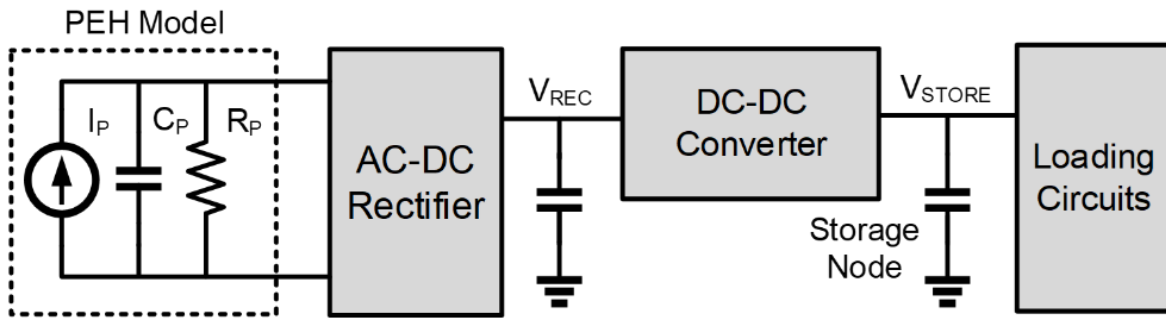 PEH Model
I_P
C_P
R_P
AC-DC
Rectifier
V_REC
DC-DC
Converter
V_STORE
Storage
Node
Loading
Circuits